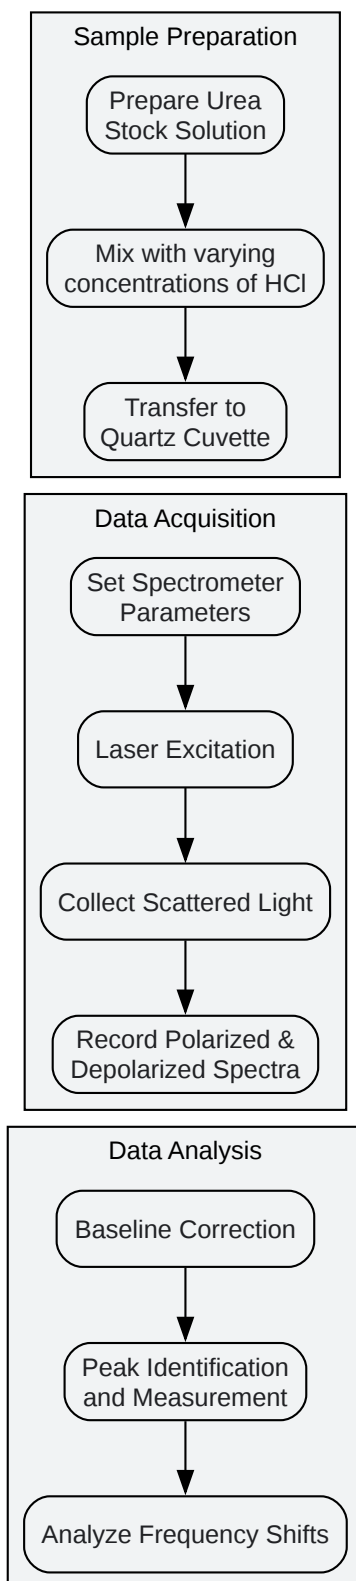 Sample Preparation
Prepare Urea
Stock Solution
Mix with varying
concentrations of HCl
Transfer to
Quartz Cuvette
Data Acquisition
Set Spectrometer
Parameters
Laser Excitation
Collect Scattered Light
Record Polarized &
Depolarized Spectra
Data Analysis
Baseline Correction
Peak Identification
and Measurement
Analyze Frequency Shifts